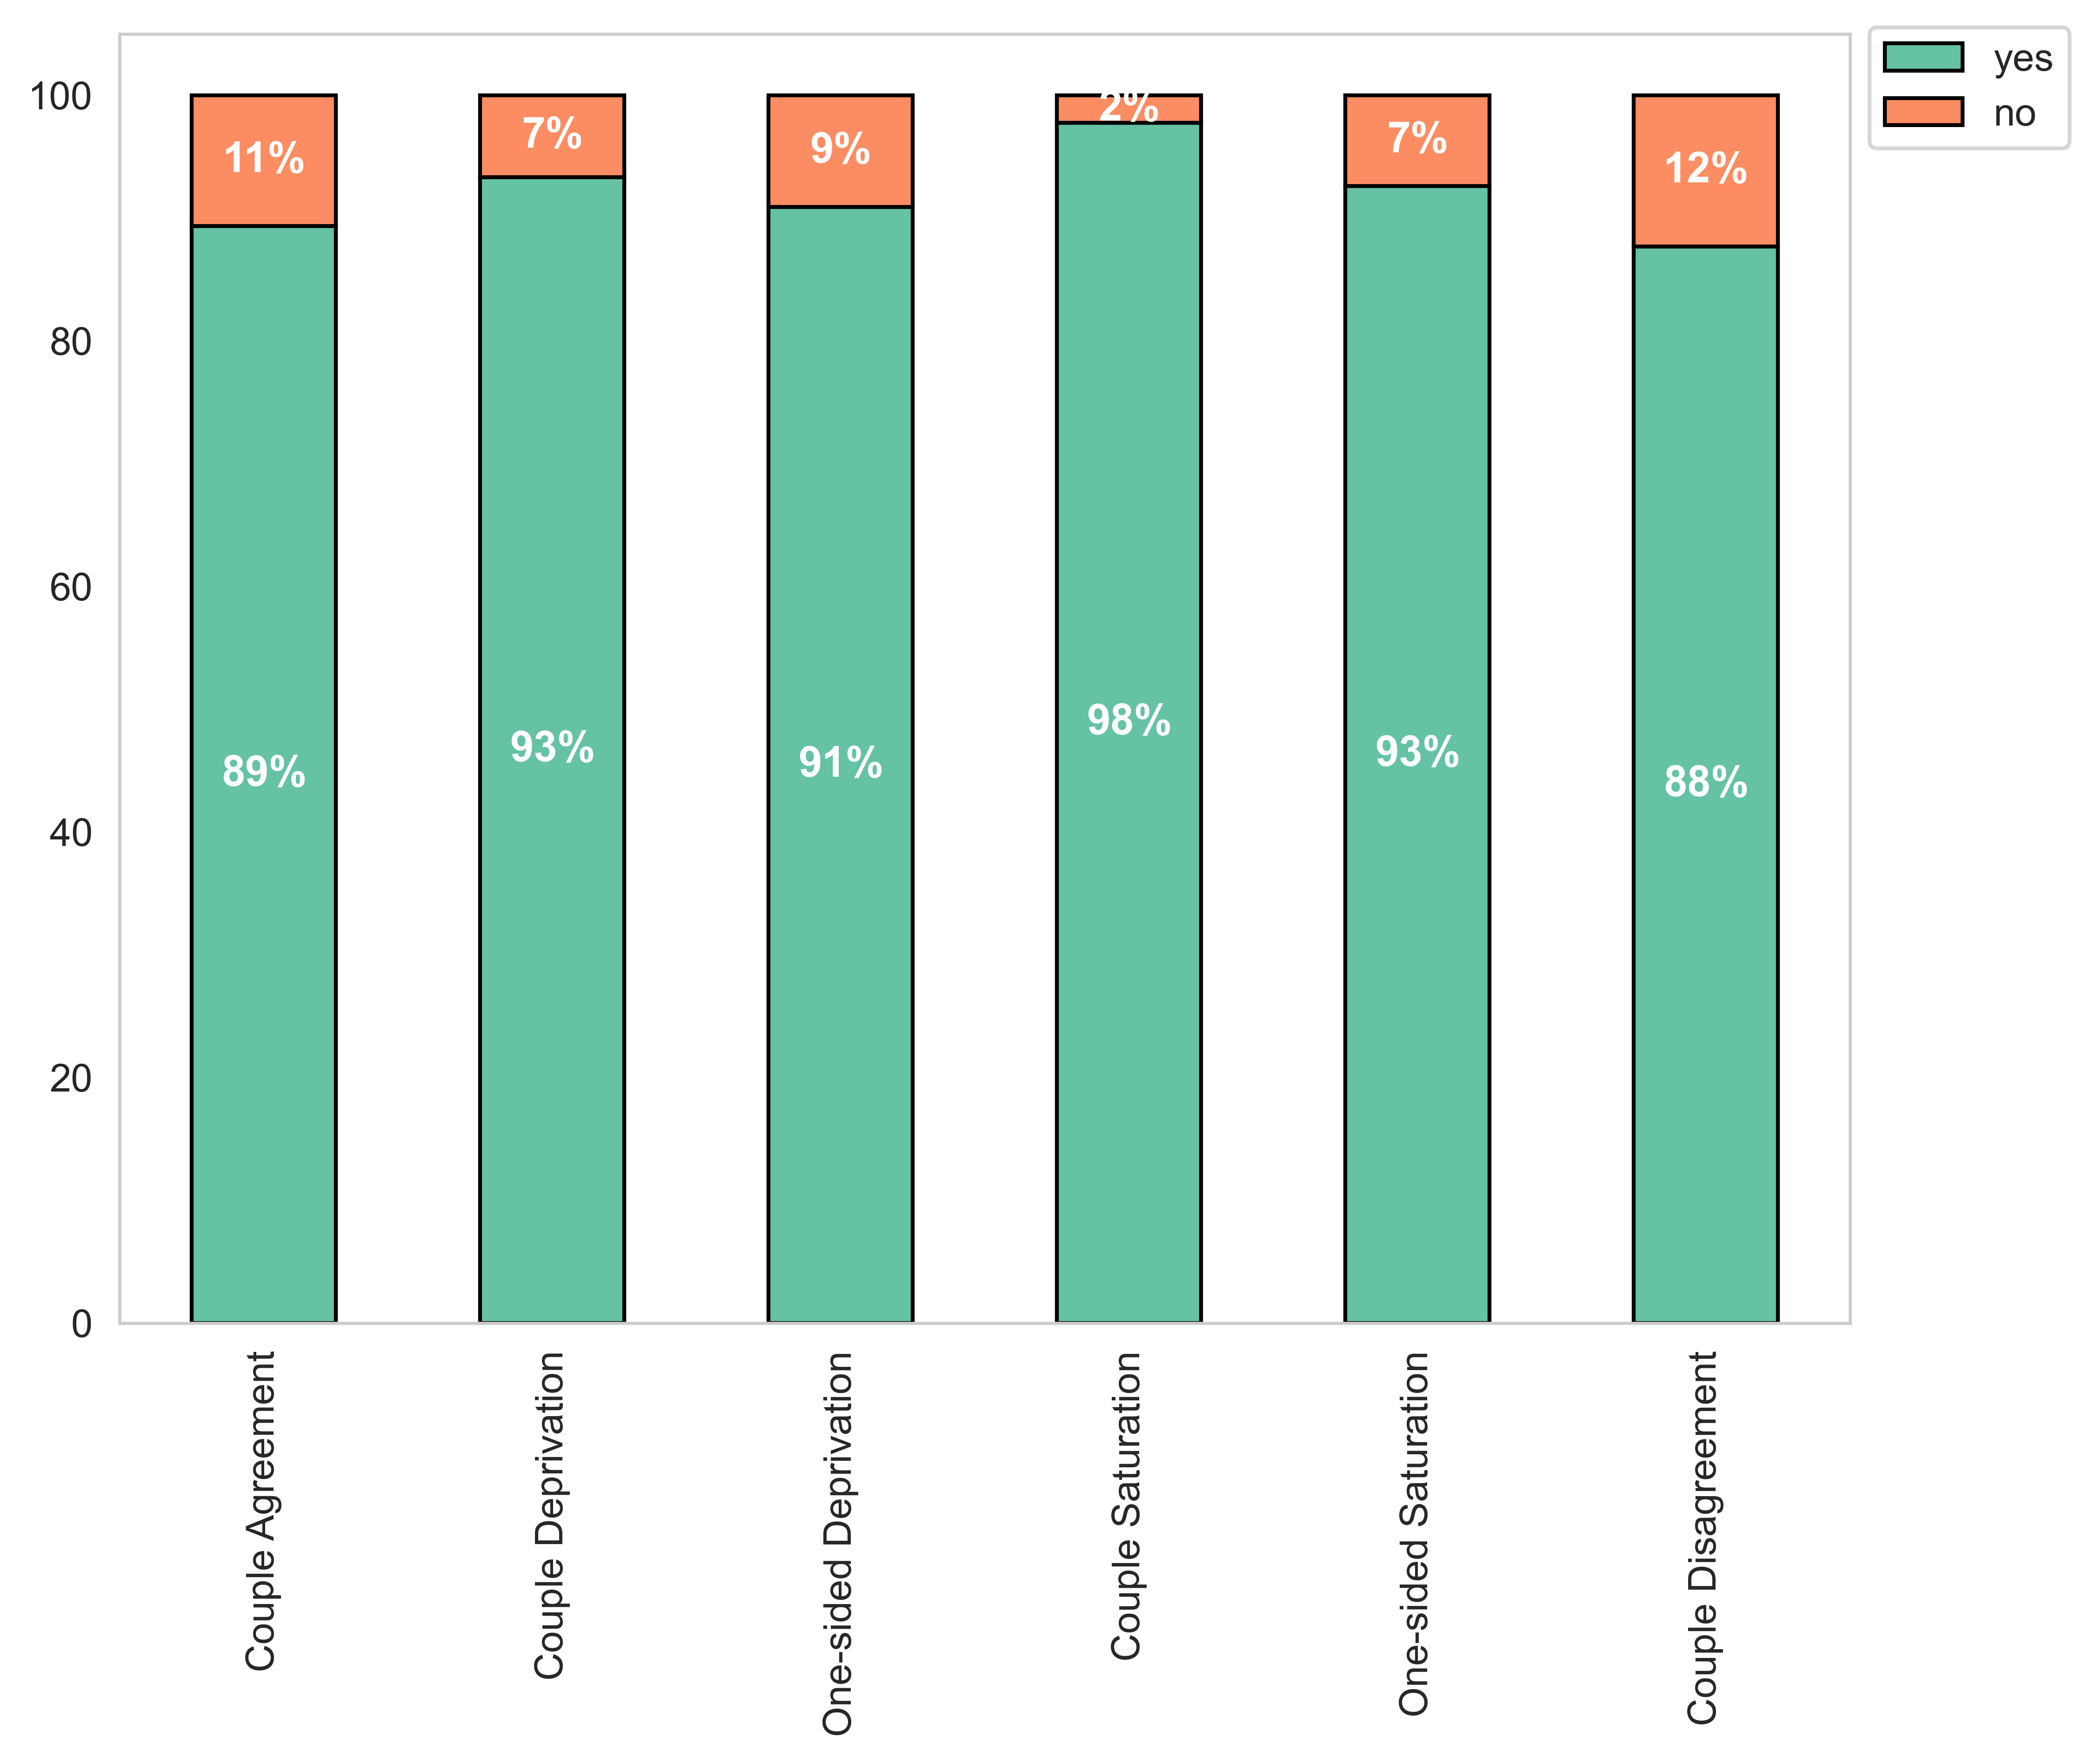 yes
no
100
80
60
40
20
0
11%
7%
9%
2%
7%
12%
89%
93%
91%
98%
93%
88%
Couple Agreement
Couple Deprivation
One-sided Deprivation
Couple Saturation
One-sided Saturation
Couple Disagreement